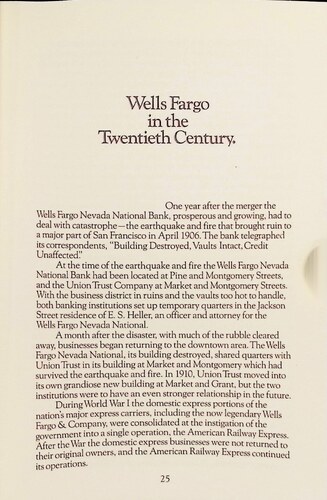 Wells Fargo
in the
Twentieth Century.
One year after the merger the
Wells Fargo Nevada National Bank, prosperous and growing, had to
deal with catastrophe—the earthquake and fire that brought ruin to
a major part of San Francisco in April 1906. The bank telegraphed
its correspondents, "Building Destroyed, Vaults Intact, Credit
Unaffected."
At the time of the earthquake and fire the Wells Fargo Nevada
National Bank had been located at Pine and Montgomery Streets,
and the Union Trust Company at Market and Montgomery Streets.
With the business district in ruins and the vaults too hot to handle,
both banking institutions set up temporary quarters in the Jackson
Street residence of E. S. Heller, an officer and attorney for the
Wells Fargo Nevada National.
A month after the disaster, with much of the rubble cleared
away, businesses began returning to the downtown area. The Wells
Fargo Nevada National, its building destroyed, shared quarters with
Union Trust in its building at Market and Montgomery which had
survived the earthquake and fire. In 1910, Union Trust moved into
its own grandiose new building at Market and Grant, but the two
institutions were to have an even stronger relationship in the future.
During World War I the domestic express portions of the
nation's major express carriers, including the now legendary Wells
Fargo & Company, were consolidated at the instigation of the
government into a single operation, the American Railway Express.
After the War the domestic express businesses were not returned to
their original owners, and the American Railway Express continued
its operations.
25